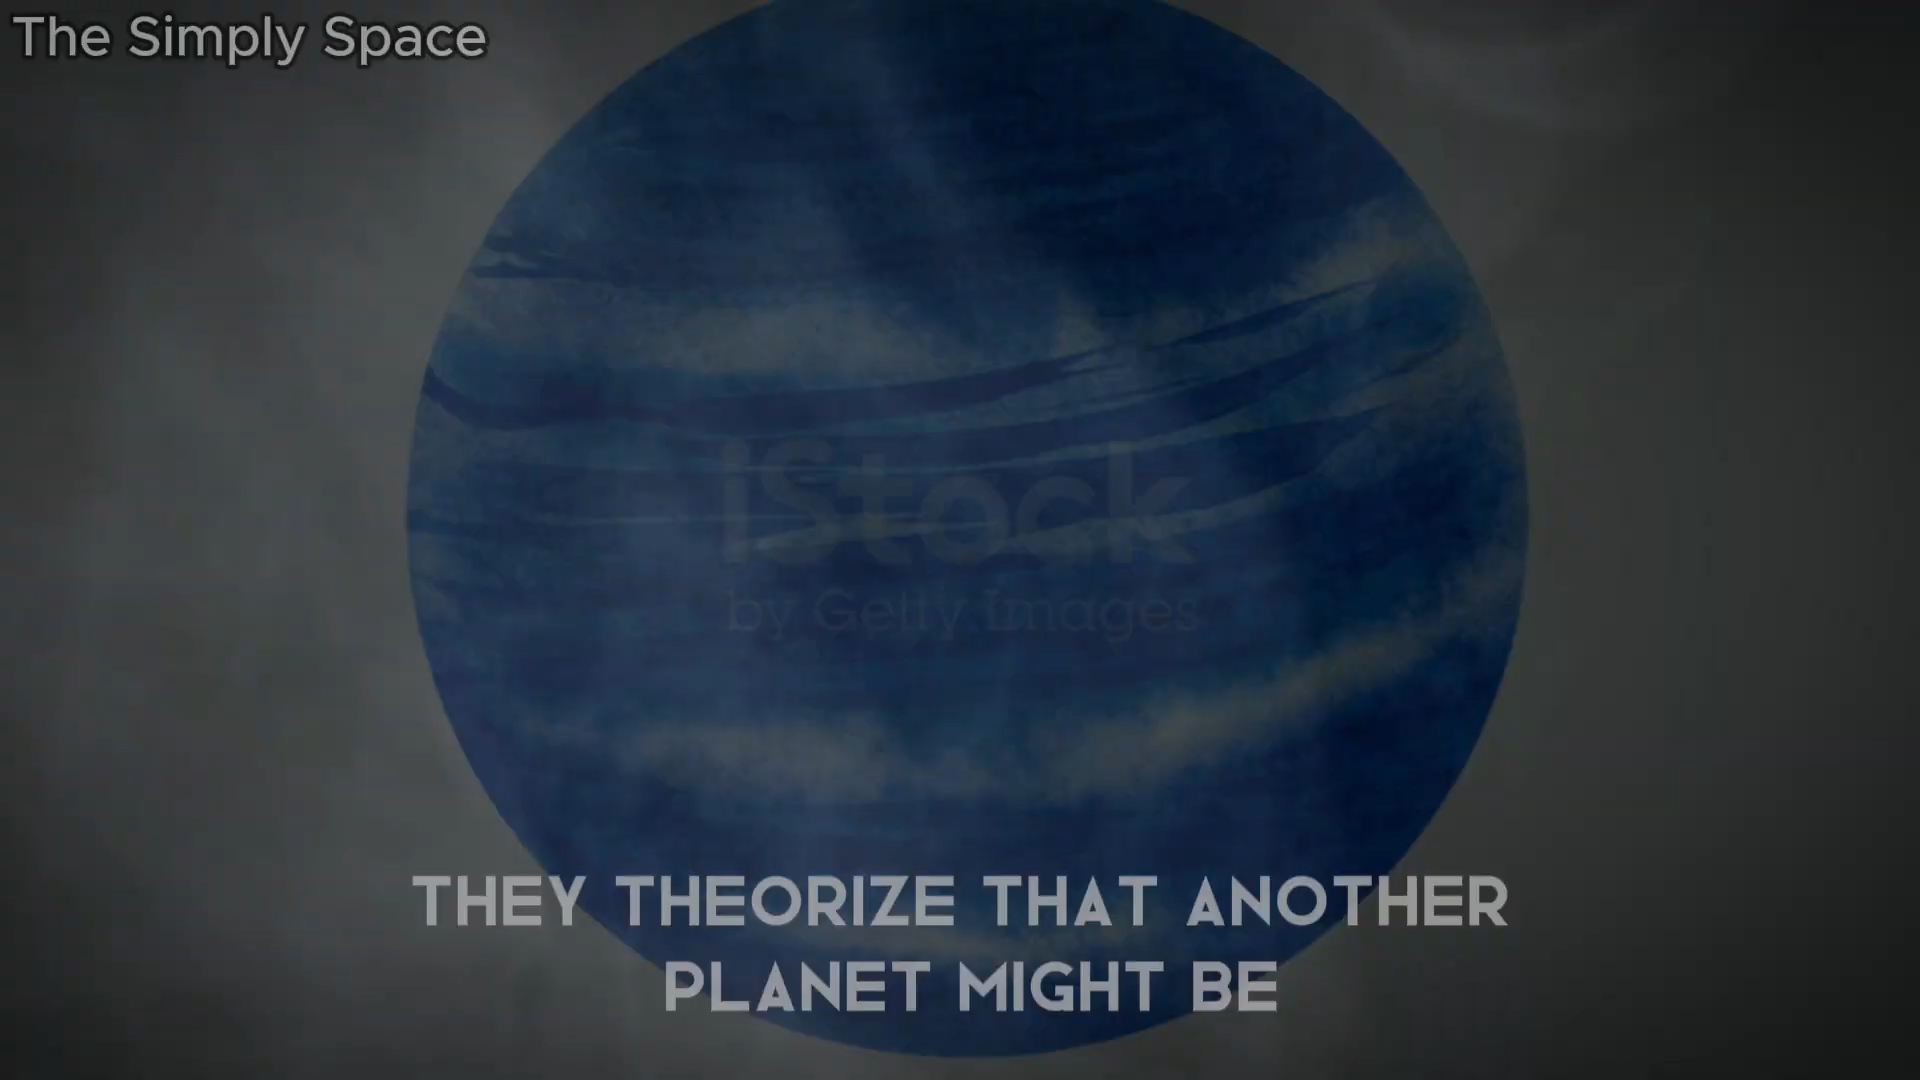 The Simply Space
iStock
by Getty Images
THEY THEORIZE THAT ANOTHER
PLANET MIGHT BE